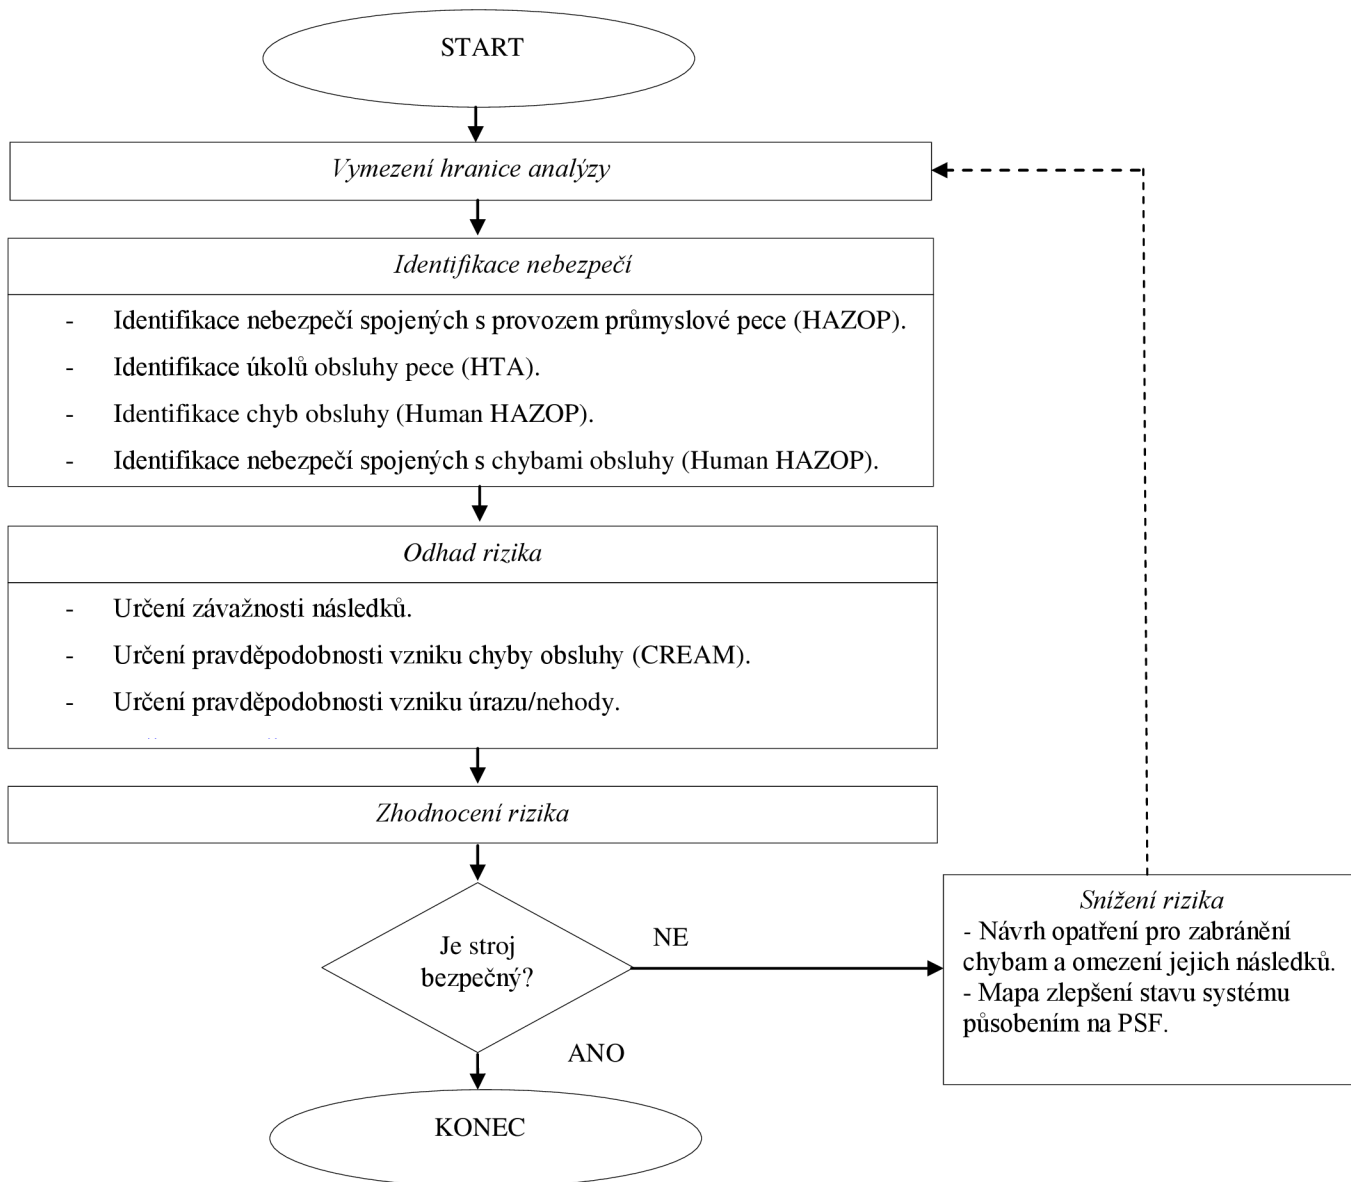 START
Vymezení hranice analýzy
Identifikace nebezpečí
- Identifikace nebezpečí spojených s provozem průmyslové pece (HAZOP).
- Identifikace úkolů obsluhy pece (HTA).
- Identifikace chyb obsluhy (Human HAZOP).
- Identifikace nebezpečí spojených s chybami obsluhy (Human HAZOP).
Odhad rizika
- Určení závažnosti následků.
- Určení pravděpodobnosti vzniku chyby obsluhy (CREAM).
- Určení pravděpodobnosti vzniku úrazu/nehody.
Zhodnocení rizika
Je stroj
bezpečný?
NE
Snížení rizika
- Návrh opatření pro zabránění
chybam a omezení jejich následků.
- Mapa zlepšení stavu systému
působením na PSF.
ANO
KONEC